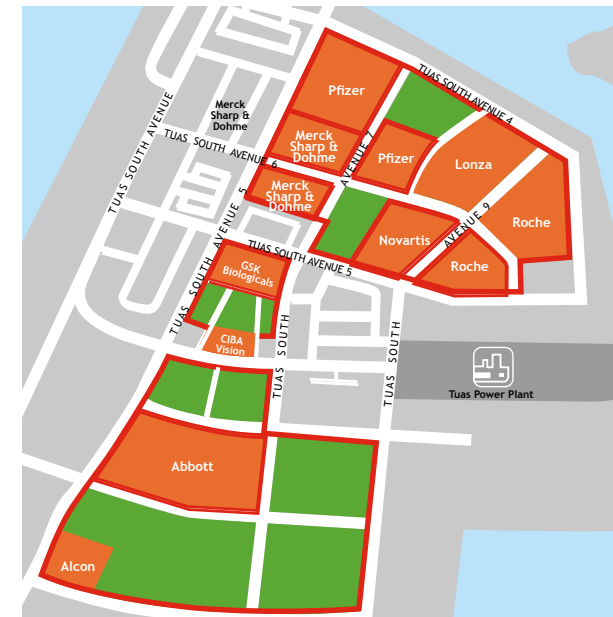 TUAS SOUTH AVENUE 4
Pfizer
Merck
Sharp &
Dohme
TUAS SOUTH AVENUE
TUAS SOUTH AVENUE 6
Merck
Sharp &
Dohme
AVENUE 7
Pfizer
Lonza
Merck
Sharp &
Dohme
Roche
Novartis
AVENUE 9
TUAS SOUTH AVENUE 5
TUAS SOUTH AVENUE 5
GSK
Biologicals
Roche
CIBA
Vision
TUAS SOUTH
TUAS SOUTH
Tuas Power Plant
Abbott
Alcon